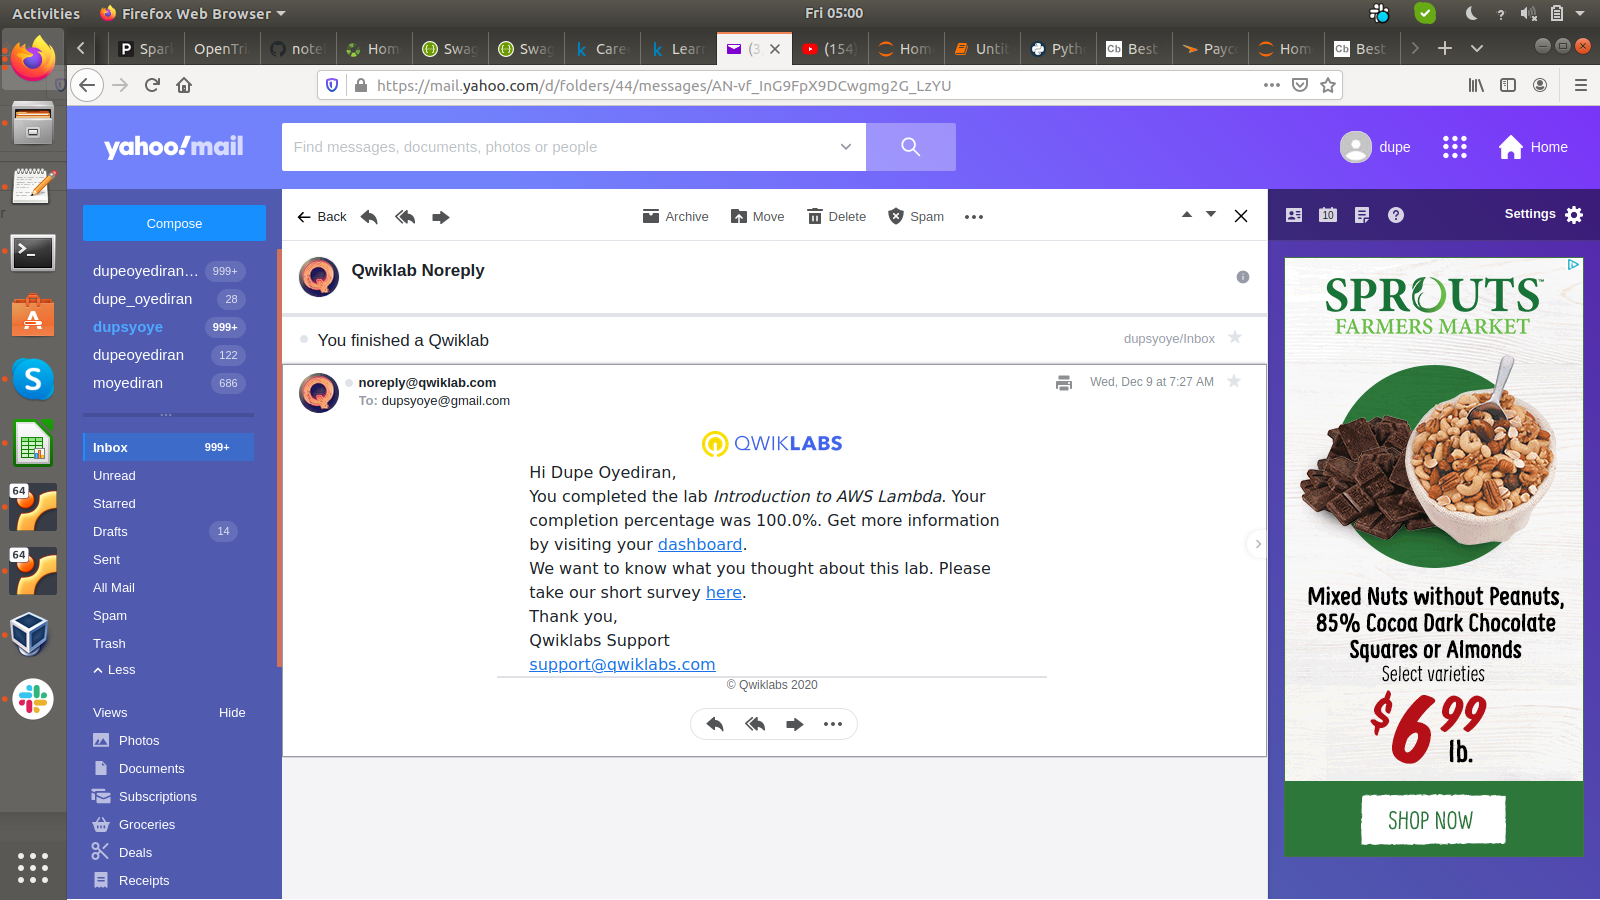 Activities
Firefox Web Browser
Fri 05:00
?
Spar
OpenTri
note
Home
Swag
Swag
Care
Learn
(3
(154)
Home
Untit
Pyth
Best
Payc
Home
Best
https://mail.yahoo.com/d/folders/44/messages/AN-vf_InG9FpX9DCwgmg2G_LzYU
yahoo!mail
Find messages, documents, photos or people
dupe
Home
Compose
Back
Archive
Move
Delete
Spam
10
Settings
dupeoyediran... 999+
dupe_oyediran 28
dupsyoye 999+
dupeoyediran 122
moyediran 686
Inbox 999+
Unread
Starred
Drafts 14
Sent
All Mail
Spam
Trash
Less
Views Hide
Photos
Documents
Subscriptions
Groceries
Deals
Receipts
64
64
Qwiklab Noreply
You finished a Qwiklab
dupsyoye/Inbox
noreply@qwiklab.com
Wed, Dec 9 at 7:27 AM
To: dupsyoye@gmail.com
QWIKLABS
Hi Dupe Oyediran,
You completed the lab Introduction to AWS Lambda. Your
completion percentage was 100.0%. Get more information
by visiting your dashboard.
We want to know what you thought about this lab. Please
take our short survey here.
Thank you,
Qwiklabs Support
support@qwiklabs.com
© Qwiklabs 2020
SPROUTS
FARMERS MARKET
Mixed Nuts without Peanuts,
85% Cocoa Dark Chocolate
Squares or Almonds
Select varieties
$6.99
lb.
SHOP NOW